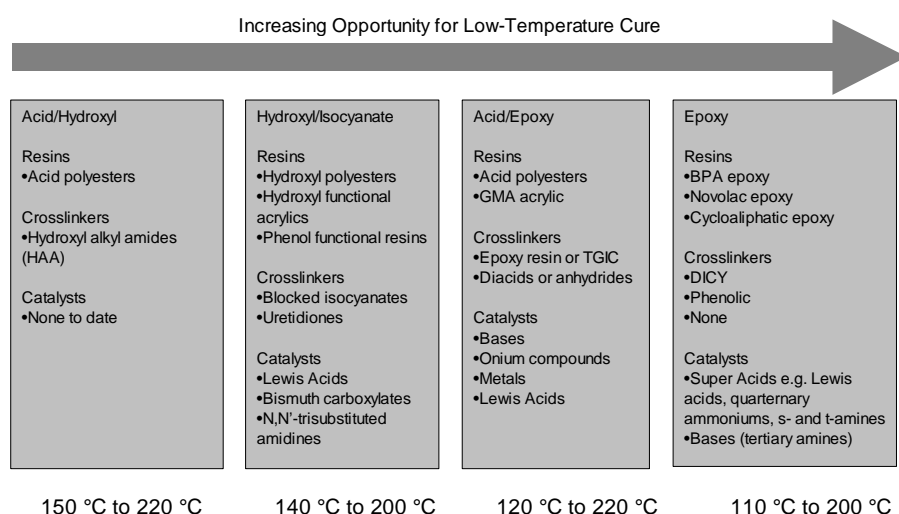 Increasing Opportunity for Low-Temperature Cure
Acid/Hydroxyl
Resins
•Acid polyesters
Crosslinkers
•Hydroxyl alkyl amides
(HAA)
Catalysts
•None to date
Hydroxyl/Isocyanate
Resins
•Hydroxyl polyesters
•Hydroxyl functional
acrylics
•Phenol functional resins
Crosslinkers
•Blocked isocyanates
•Uretidiones
Catalysts
•Lewis Acids
•Bismuth carboxylates
•N,N'-trisubstituted
amidines
Acid/Epoxy
Resins
•Acid polyesters
•GMA acrylic
Crosslinkers
•Epoxy resin or TGIC
•Diacids or anhydrides
Catalysts
•Bases
•Onium compounds
•Metals
•Lewis Acids
Epoxy
Resins
•BPA epoxy
•Novolac epoxy
•Cycloaliphatic epoxy
Crosslinkers
•DICY
•Phenolic
•None
Catalysts
•Super Acids e.g. Lewis
acids, quarternary
ammoniums, s- and t-amines
•Bases (tertiary amines)
150 °C to 220 °C
140 °C to 200 °C
120 °C to 220 °C
110 °C to 200 °C